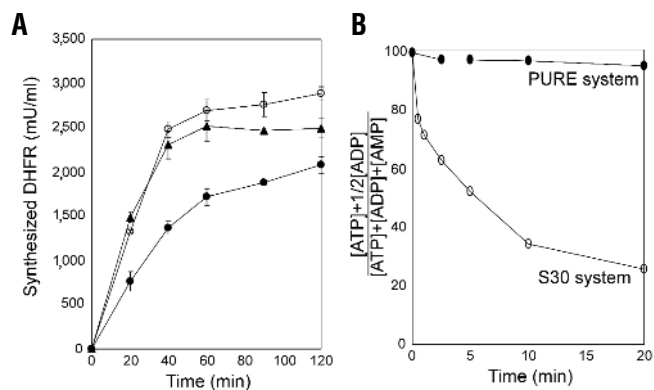 A
Synthesized DHFR (mU/ml)
3,500
3,000
2,500
2,000
1,500
1,000
500
0
0 20 40 60 80 100 120
Time (min)
B
[ATP]+1/2[ADP]
[ATP]+[ADP]+[AMP]
100
80
60
40
20
0
PURE system
S30 system
0 5 10 15 20
Time (min)